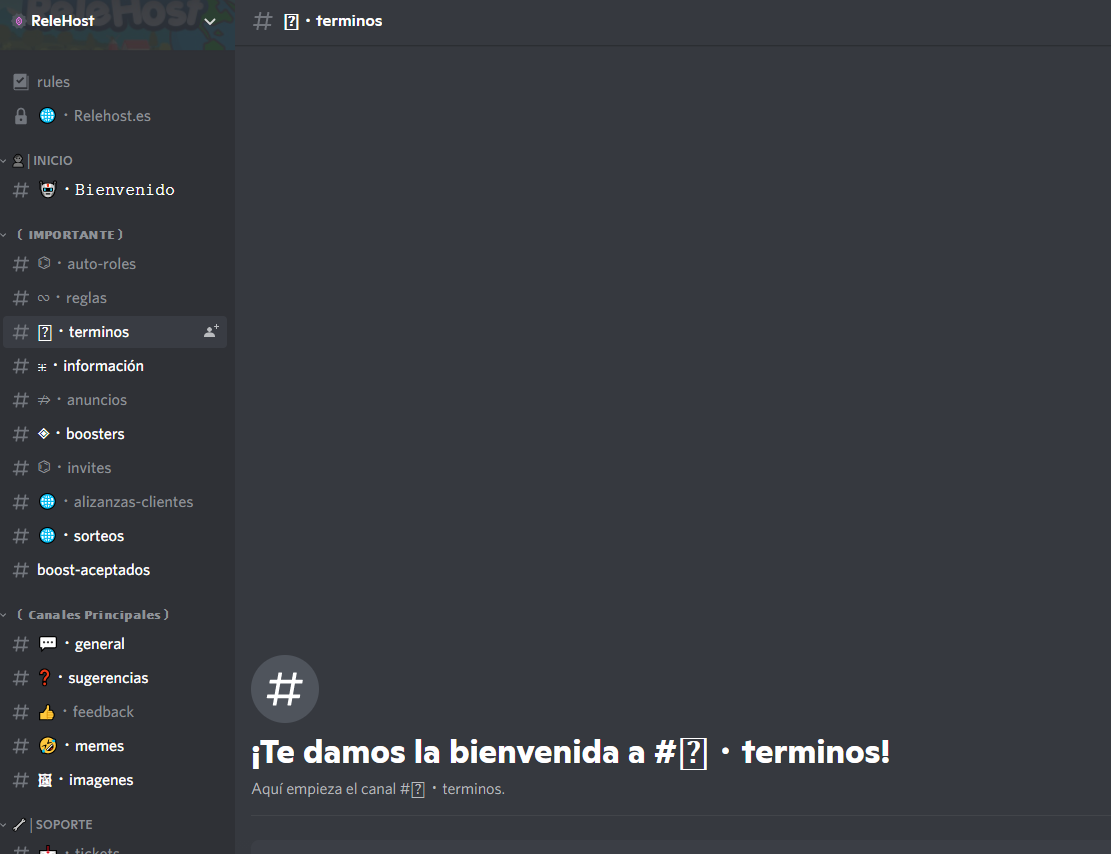 ReleHost
rules
🌐・Relehost.es
INICIO
・Bienvenido
( IMPORTANTE )
⌬・auto-roles
∞・reglas
・terminos
・información
・anuncios
・boosters
⌬・invites
🌐・alizanzas-clientes
🌐・sorteos
boost-aceptados
( Canales Principales )
💬・general
❓・sugerencias
👍・feedback
🤣・memes
🖼・imagenes
| SOPORTE
・tickets
・terminos
¡Te damos la bienvenida a #・terminos!
Aquí empieza el canal #・terminos.